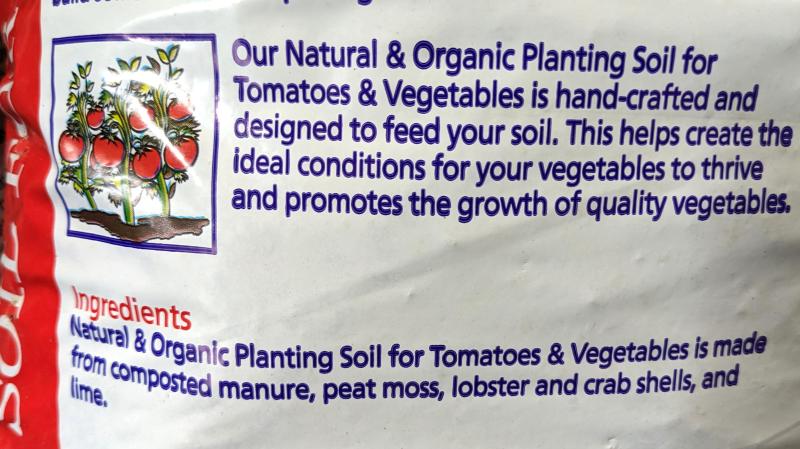 Our Natural & Organic Planting Soil for
Tomatoes & Vegetables is hand-crafted and
designed to feed your soil. This helps create the
ideal conditions for your vegetables to thrive
and promotes the growth of quality vegetables.
Ingredients
Natural & Organic Planting Soil for Tomatoes & Vegetables is made
from composted manure, peat moss, lobster and crab shells, and
lime.